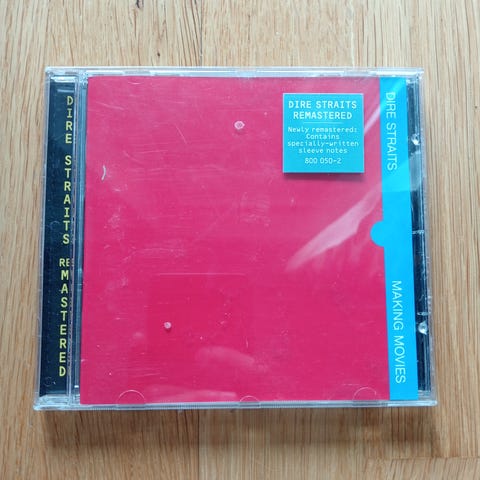 DIRE STRAITS REMASTERED
DIRE STRAITS
REMASTERED
Newly remastered:
Contains
specially-written
sleeve notes
800 050-2
DIRE STRAITS
MAKING MOVIES